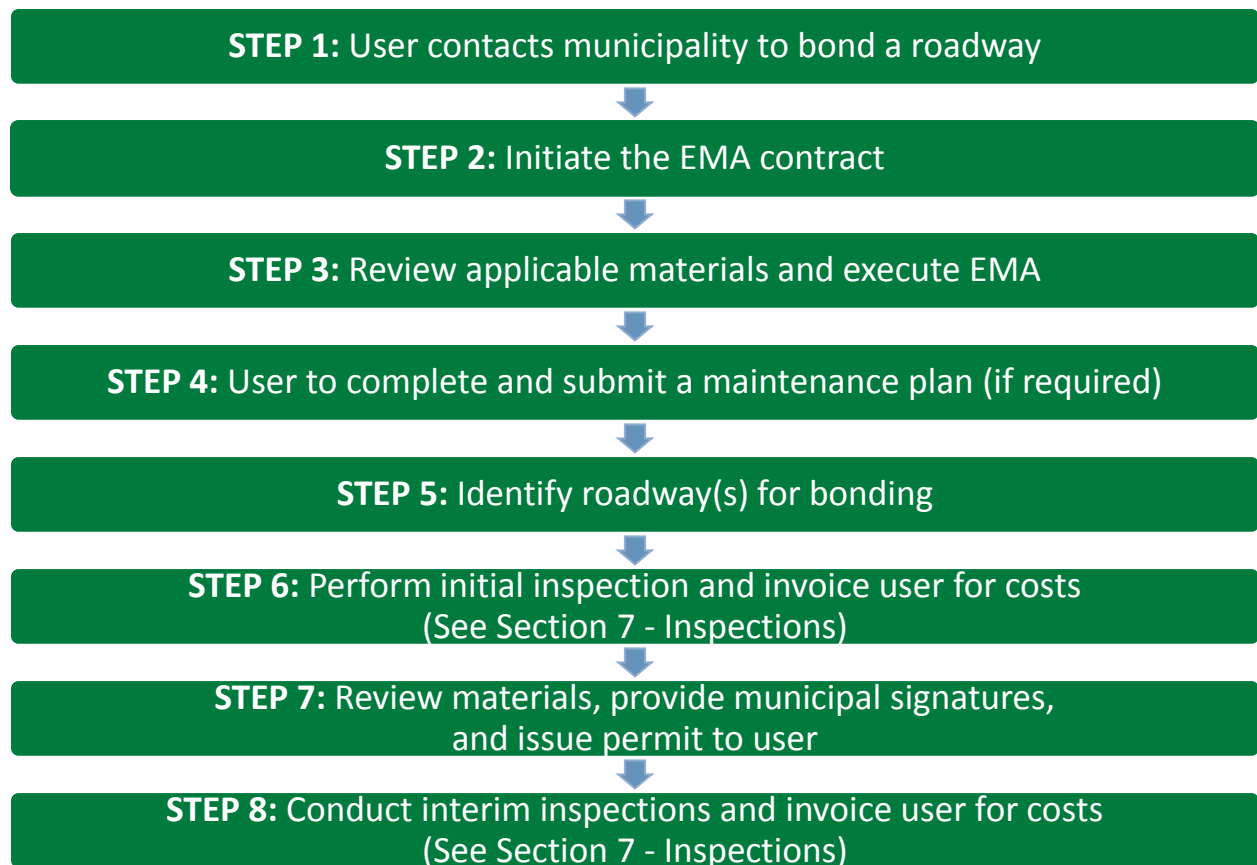 STEP 1: User contacts municipality to bond a roadway
STEP 2: Initiate the EMA contract
STEP 3: Review applicable materials and execute EMA
STEP 4: User to complete and submit a maintenance plan (if required)
STEP 5: Identify roadway(s) for bonding
STEP 6: Perform initial inspection and invoice user for costs
(See Section 7 - Inspections)
STEP 7: Review materials, provide municipal signatures,
and issue permit to user
STEP 8: Conduct interim inspections and invoice user for costs
(See Section 7 - Inspections)